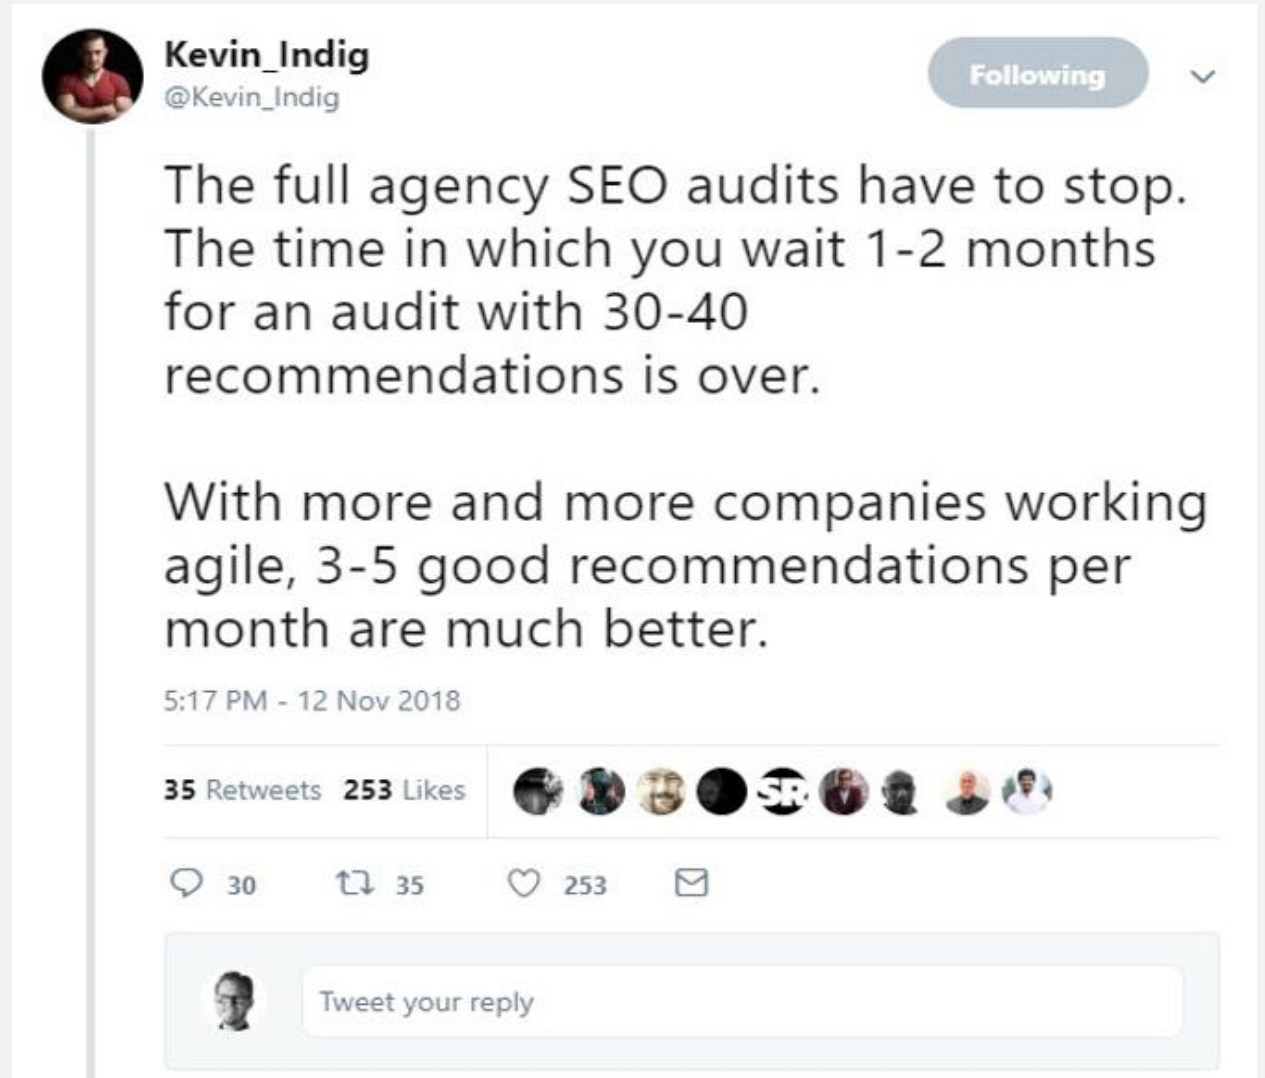 Kevin_Indig
@Kevin_Indig
Following
The full agency SEO audits have to stop.
The time in which you wait 1-2 months
for an audit with 30-40
recommendations is over.
With more and more companies working
agile, 3-5 good recommendations per
month are much better.
5:17 PM - 12 Nov 2018
35 Retweets 253 Likes
SR
30 35 253
Tweet your reply